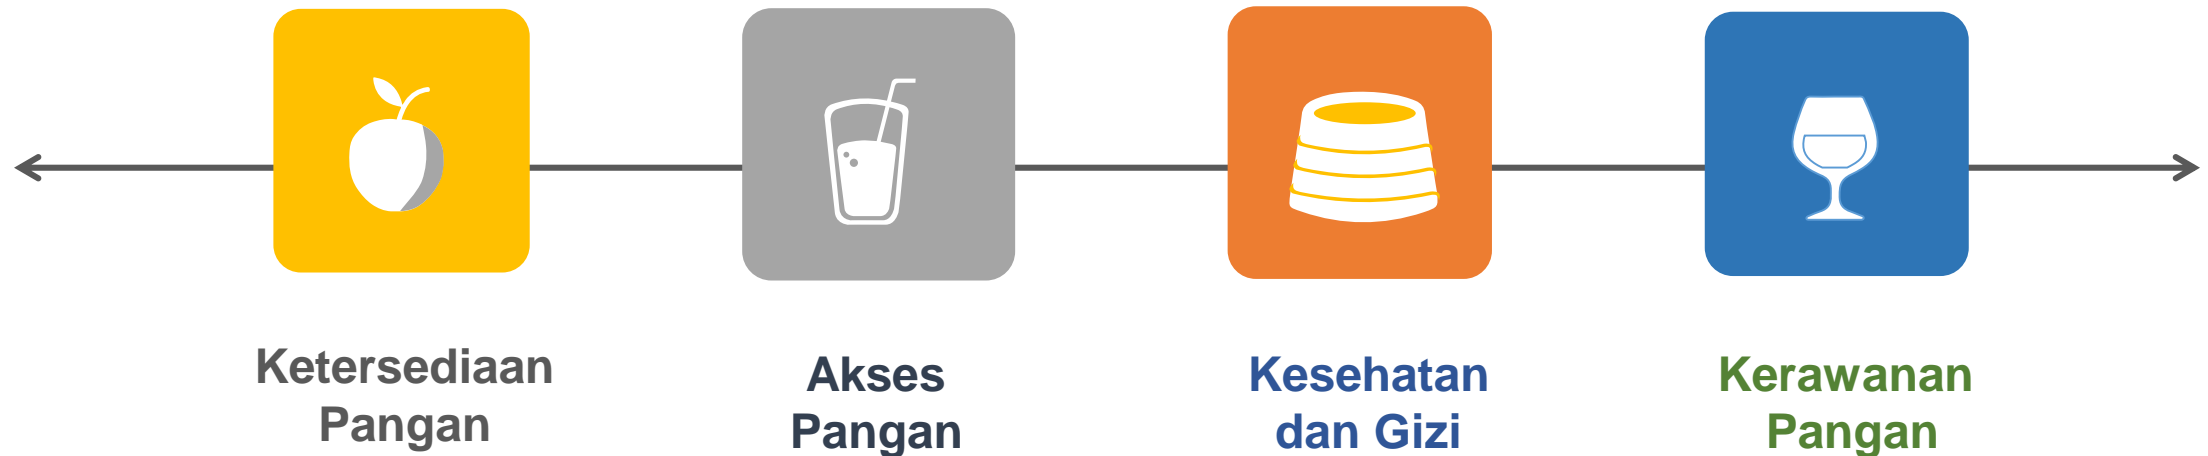 Ketersediaan
Pangan
Akses
Pangan
Kesehatan
dan Gizi
Kerawanan
Pangan